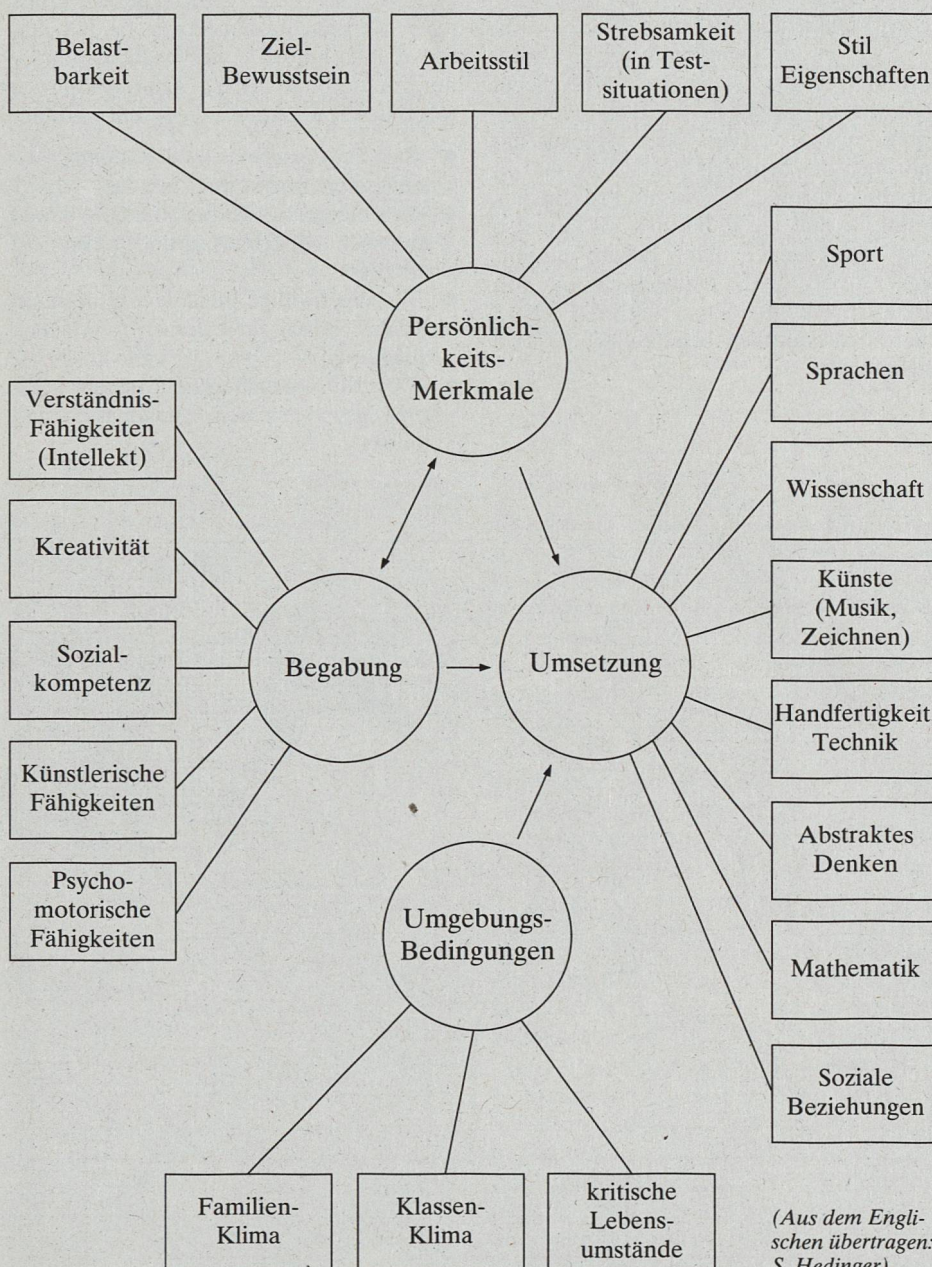 Belast-
barkeit
Ziel-
Bewusstsein
Arbeitsstil
Strebsamkeit
(in Test-
situationen)
Stil
Eigenschaften
Sport
Sprachen
Wissenschaft
Künste
(Musik,
Zeichnen)
Handfertigkeit
Technik
Abstraktes
Denken
Mathematik
Soziale
Beziehungen
Persönlich-
keits-
Merkmale
Verständnis-
Fähigkeiten
(Intellekt)
Kreativität
Sozial-
kompetenz
Künstlerische
Fähigkeiten
Psycho-
motorische
Fähigkeiten
Begabung
Umsetzung
Umgebungs-
Bedingungen
Familien-
Klima
Klassen-
Klima
kritische
Lebens-
umstände
(Aus dem Engli-
schen übertragen:
S. Hedinger)